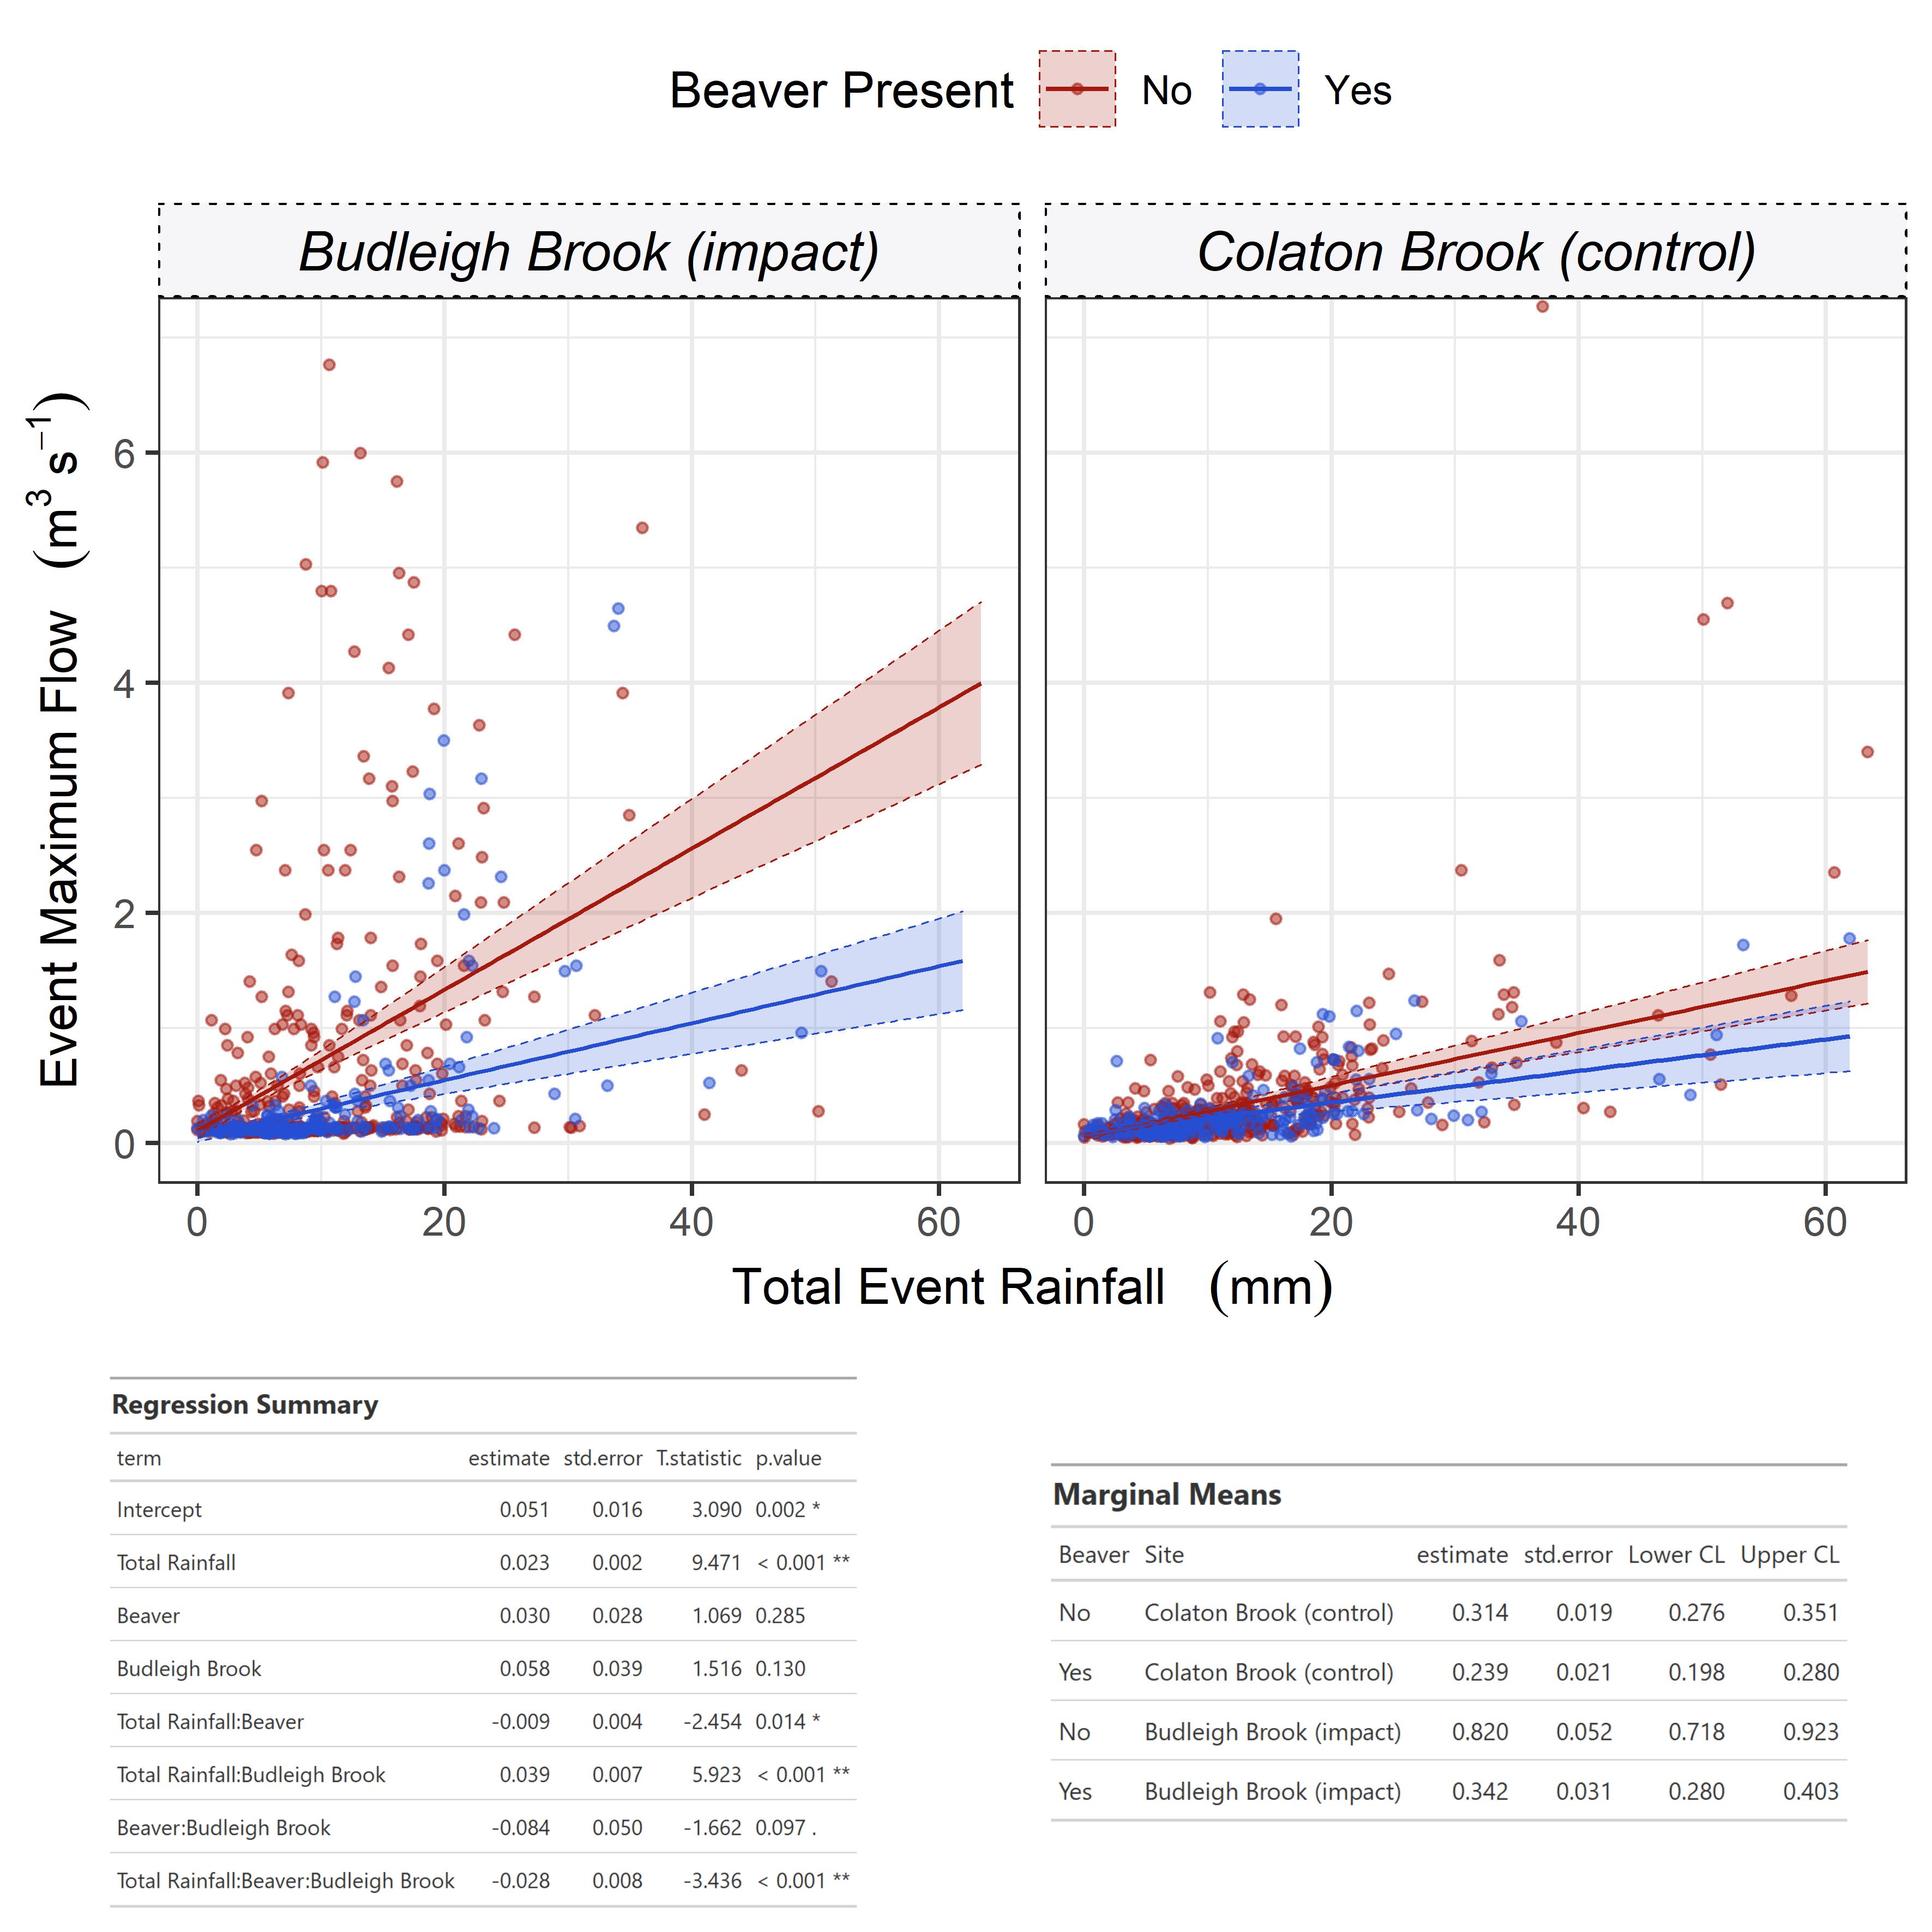 Beaver Present No Yes
Budleigh Brook (impact) Colaton Brook (control)
Event Maximum Flow (m³ s⁻¹)
6
4
2
0
0 20 40 60 0 20 40 60
Total Event Rainfall (mm)
Regression Summary
term estimate std.error T.statistic p.value
Intercept 0.051 0.016 3.090 0.002 *
Total Rainfall 0.023 0.002 9.471 < 0.001 **
Beaver 0.030 0.028 1.069 0.285
Budleigh Brook 0.058 0.039 1.516 0.130
Total Rainfall:Beaver -0.009 0.004 -2.454 0.014 *
Total Rainfall:Budleigh Brook 0.039 0.007 5.923 < 0.001 **
Beaver:Budleigh Brook -0.084 0.050 -1.662 0.097 .
Total Rainfall:Beaver:Budleigh Brook -0.028 0.008 -3.436 < 0.001 **
Marginal Means
Beaver Site estimate std.error Lower CL Upper CL
No Colaton Brook (control) 0.314 0.019 0.276 0.351
Yes Colaton Brook (control) 0.239 0.021 0.198 0.280
No Budleigh Brook (impact) 0.820 0.052 0.718 0.923
Yes Budleigh Brook (impact) 0.342 0.031 0.280 0.403